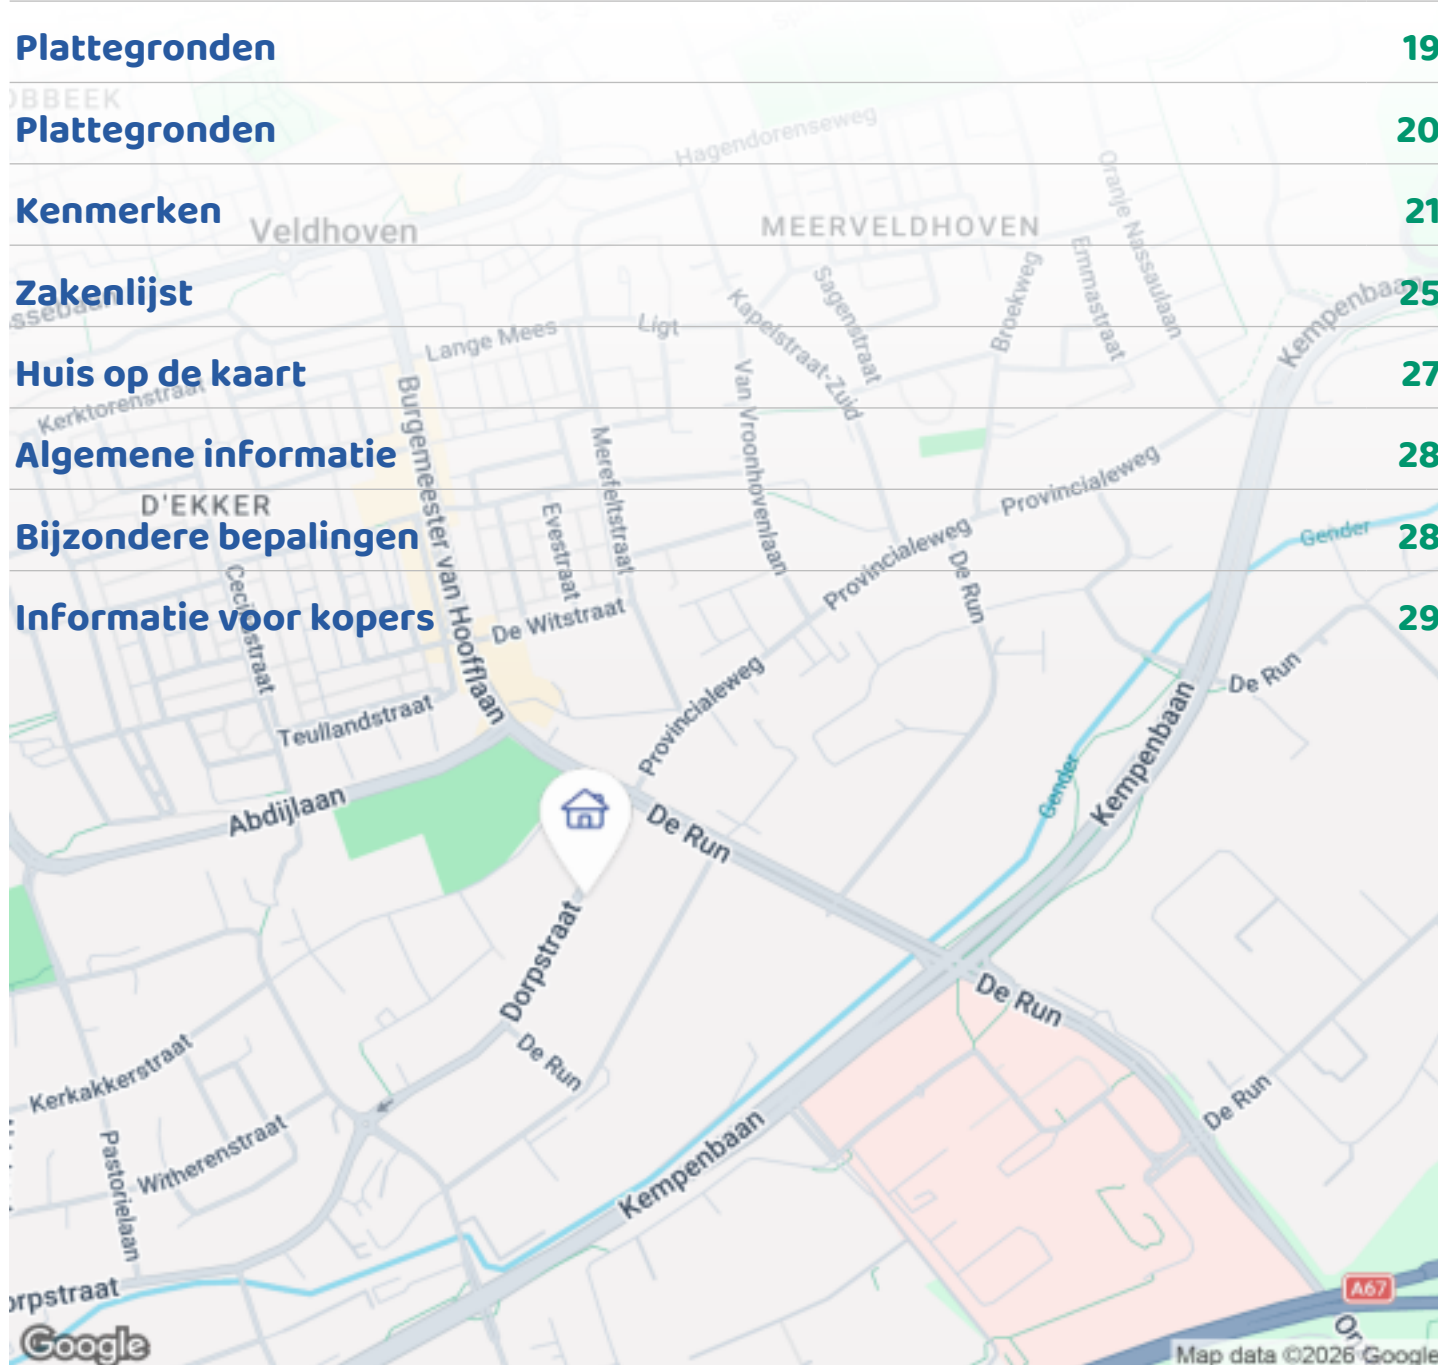 Plattegronden 19
OBBEEK
Plattegronden 20
Hagendorenseweg
Oranje Nassaulaan
Kenmerken 21
Veldhoven
MEERVELDHOVEN
Zakenlijst 25
ssebaan
Kempenbaan
Sagenstraat
Broekweg
Emmastraat
Lange Mees
Ligt
Kapelstraat-Zuid
Huis op de kaart 27
Kerktorenstraat
Burgemeester van Hoofflaan
Van Vroonhovenlaan
Merefeltstraat
Algemene informatie 28
D'EKKER
Provincialeweg
Evestraat
Bijzondere bepalingen 28
Provincialeweg
Gender
De Run
Informatie voor kopers 29
De Witstraat
De Run
Teullandstraat
Provincialeweg
Kempenbaan
Gender
Abdijlaan
De Run
Dorpstraat
De Run
De Run
Kerkakkerstraat
De Run
Witherenstraat
Pastorielaan
Kempenbaan
orpstraat
A67
Google
Map data ©2026 Google